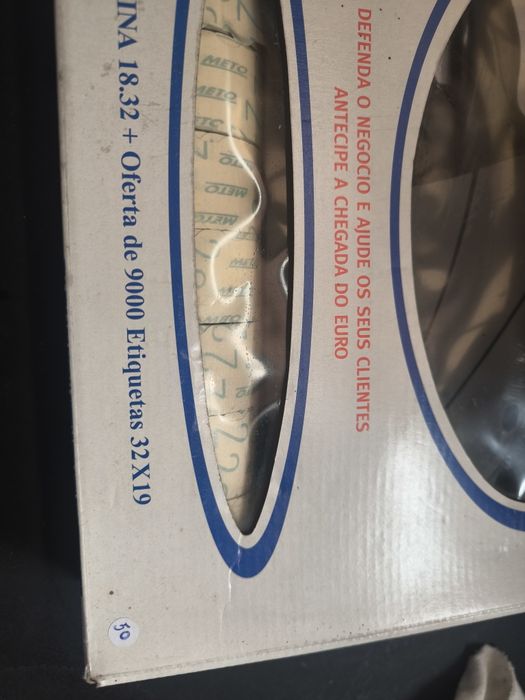 DEFENDA O NEGOCIO E AJUDE OS SEUS CLIENTES
ANTECIPE A CHEGADA DO EURO
METO
METO
METO
METO
METO
INA 18.32 + Oferta de 9000 Etiquetas 32X19
50